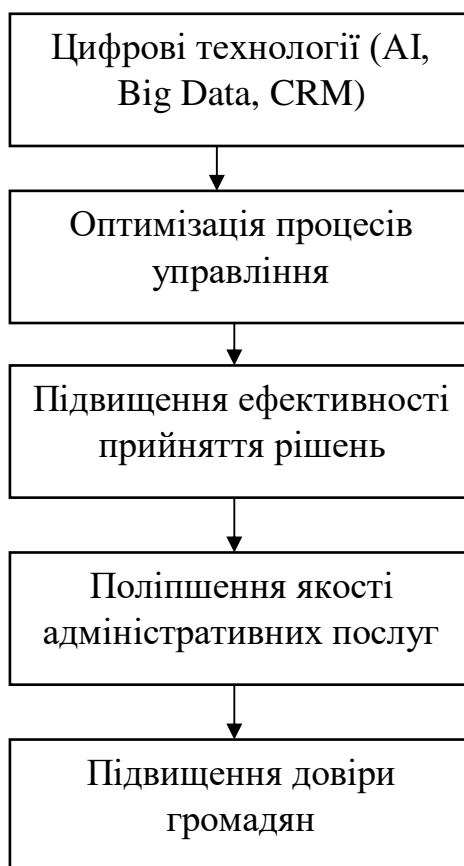 Цифрові технології (AI,
Big Data, CRM)
Оптимізація процесів
управління
Підвищення ефективності
прийняття рішень
Поліпшення якості
адміністративних послуг
Підвищення довіри
громадян